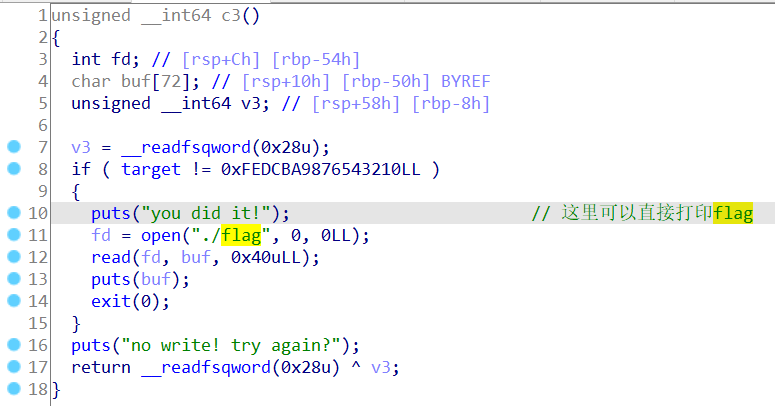 1 unsigned __int64 c3()
2 {
3 int fd; // [rsp+Ch] [rbp-54h]
4 char buf[72]; // [rsp+10h] [rbp-50h] BYREF
5 unsigned __int64 v3; // [rsp+58h] [rbp-8h]
6
7 v3 = __readfsqword(0x28u);
8 if ( target != 0xFEDCBA9876543210LL )
9 {
10 puts("you did it!"); // 这里可以直接打印flag
11 fd = open("./flag", 0, 0LL);
12 read(fd, buf, 0x40uLL);
13 puts(buf);
14 exit(0);
15 }
16 puts("no write! try again?");
17 return __readfsqword(0x28u) ^ v3;
18 }